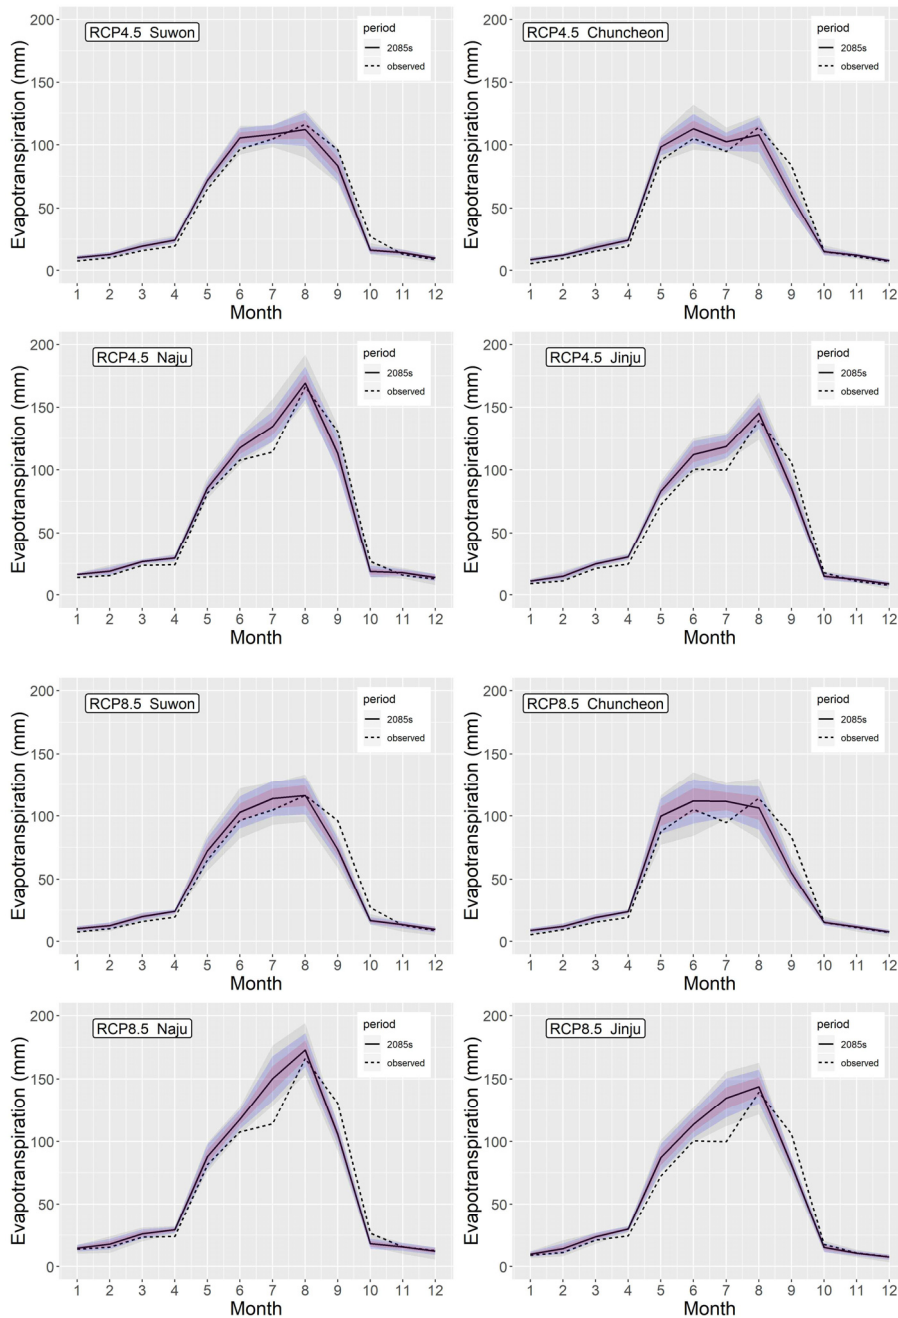 RCP4.5 Suwon
period
2085s
observed
Evapotranspiration (mm)
200
150
100
50
0
1 2 3 4 5 6 7 8 9 10 11 12
Month
RCP4.5 Chuncheon
period
2085s
observed
Evapotranspiration (mm)
200
150
100
50
0
1 2 3 4 5 6 7 8 9 10 11 12
Month
RCP4.5 Naju
period
2085s
observed
Evapotranspiration (mm)
200
150
100
50
0
1 2 3 4 5 6 7 8 9 10 11 12
Month
RCP4.5 Jinju
period
2085s
observed
Evapotranspiration (mm)
200
150
100
50
0
1 2 3 4 5 6 7 8 9 10 11 12
Month
RCP8.5 Suwon
period
2085s
observed
Evapotranspiration (mm)
200
150
100
50
0
1 2 3 4 5 6 7 8 9 10 11 12
Month
RCP8.5 Chuncheon
period
2085s
observed
Evapotranspiration (mm)
200
150
100
50
0
1 2 3 4 5 6 7 8 9 10 11 12
Month
RCP8.5 Naju
period
2085s
observed
Evapotranspiration (mm)
200
150
100
50
0
1 2 3 4 5 6 7 8 9 10 11 12
Month
RCP8.5 Jinju
period
2085s
observed
Evapotranspiration (mm)
200
150
100
50
0
1 2 3 4 5 6 7 8 9 10 11 12
Month